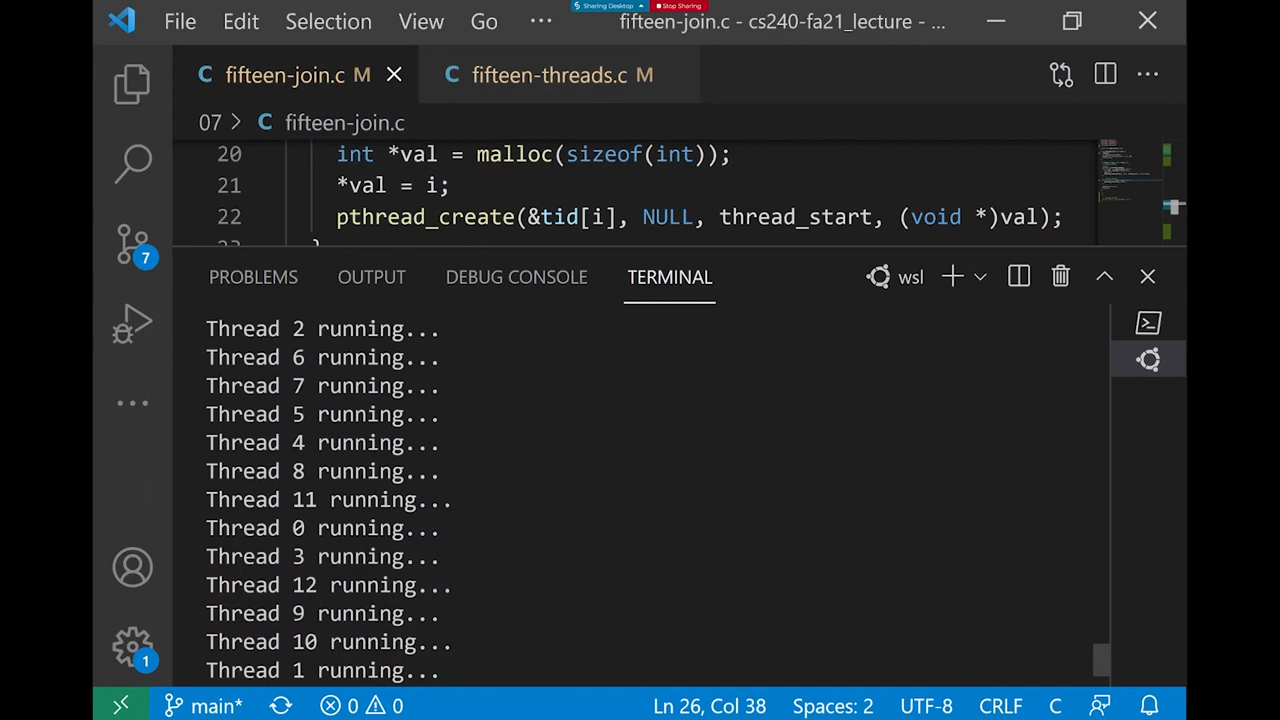 File Edit Selection View Go ··· Sharing Desktop Stop Sharing fifteen-join.c - cs240-fa21_lecture - ...
fifteen-join.c M fifteen-threads.c M
07 > C fifteen-join.c
20 int *val = malloc(sizeof(int));
21 *val = i;
22 pthread_create(&tid[i], NULL, thread_start, (void *)val);
7
PROBLEMS OUTPUT DEBUG CONSOLE TERMINAL wsl
Thread 2 running...
Thread 6 running...
Thread 7 running...
Thread 5 running...
Thread 4 running...
Thread 8 running...
Thread 11 running...
Thread 0 running...
Thread 3 running...
Thread 12 running...
Thread 9 running...
Thread 10 running...
Thread 1 running...
1
main* 0 0 Ln 26, Col 38 Spaces: 2 UTF-8 CRLF C